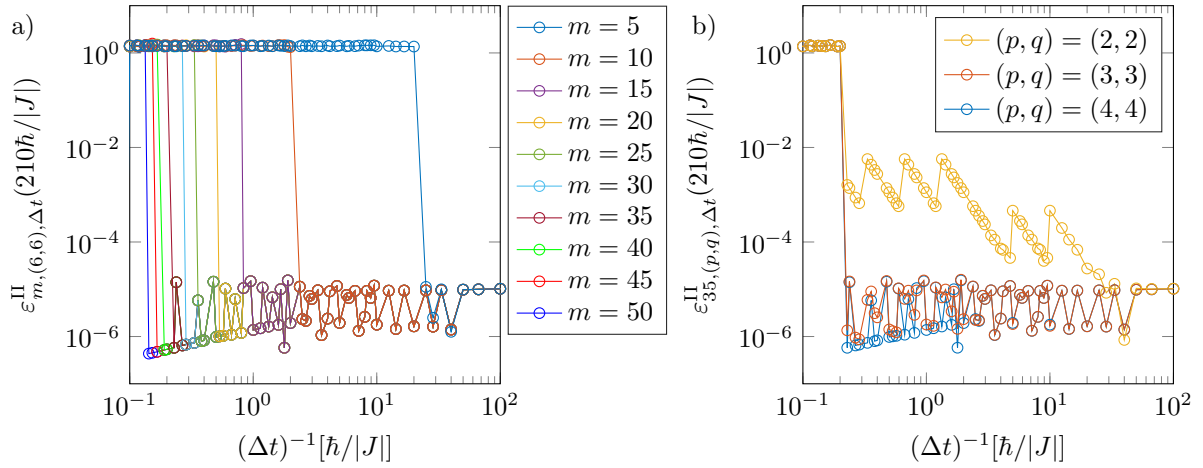 a)
10^0
10^−2
10^−4
10^−6
10^−1
10^0
10^1
10^2
(Δt)^−1[ℏ/|J|]
ε^II_m,(6,6),Δt(210ℏ/|J|)
m = 5
m = 10
m = 15
m = 20
m = 25
m = 30
m = 35
m = 40
m = 45
m = 50
b)
10^0
10^−2
10^−4
10^−6
10^−1
10^0
10^1
10^2
(Δt)^−1[ℏ/|J|]
ε^II_35,(p,q),Δt(210ℏ/|J|)
(p, q) = (2, 2)
(p, q) = (3, 3)
(p, q) = (4, 4)